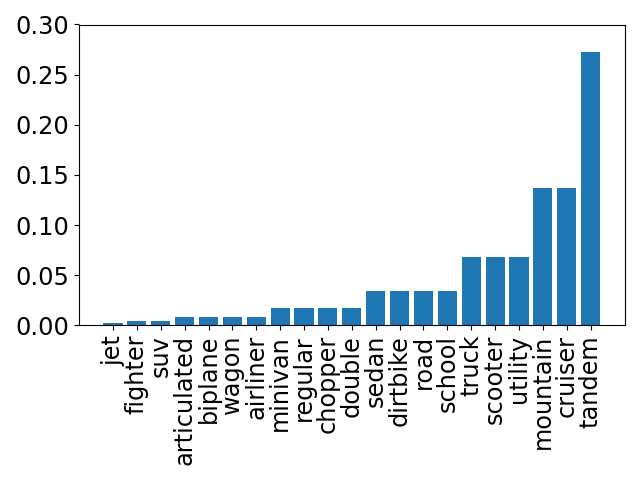 0.30
0.25
0.20
0.15
0.10
0.05
0.00
jet
fighter
suv
articulated
biplane
wagon
airliner
minivan
regular
chopper
double
sedan
dirtbike
road
school
truck
scooter
utility
mountain
cruiser
tandem